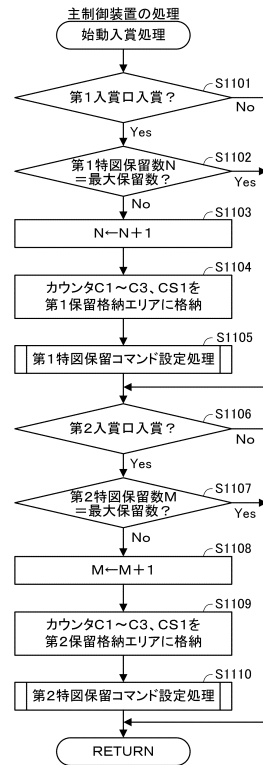 主制御装置の処理
始動入賞処理
S1101
第1入賞口入賞？
No
Yes
S1102
第1特図保留数N
＝最大保留数？
Yes
No
S1103
N←N＋1
S1104
カウンタC1～C3、CS1を
第1保留格納エリアに格納
S1105
第1特図保留コマンド設定処理
S1106
第2入賞口入賞？
No
Yes
S1107
第2特図保留数M
＝最大保留数？
Yes
No
S1108
M←M＋1
S1109
カウンタC1～C3、CS1を
第2保留格納エリアに格納
S1110
第2特図保留コマンド設定処理
RETURN